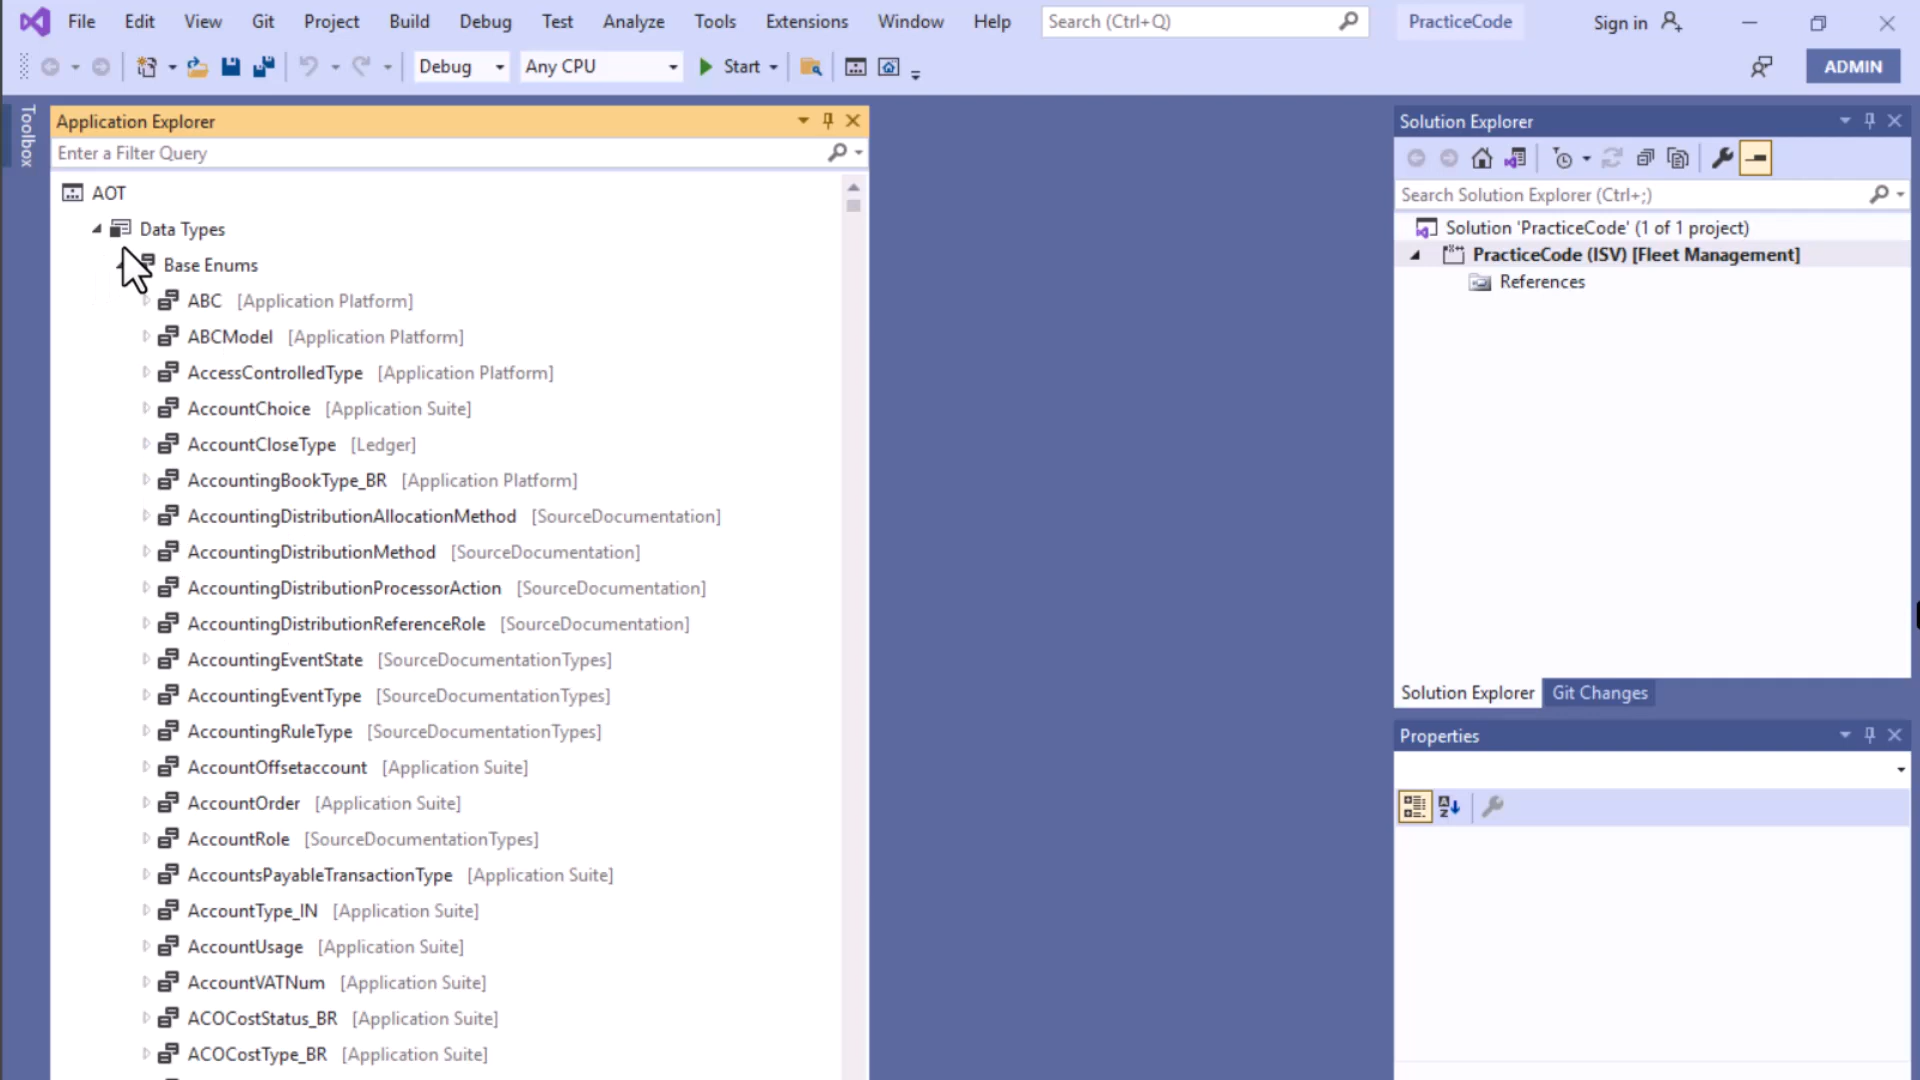 File Edit View Git Project Build Debug Test Analyze Tools Extensions Window Help Search (Ctrl+Q) PracticeCode Sign in
Debug Any CPU Start ADMIN
Toolbox
Application Explorer
Enter a Filter Query
AOT
Data Types
Base Enums
ABC [Application Platform]
ABCModel [Application Platform]
AccessControlledType [Application Platform]
AccountChoice [Application Suite]
AccountCloseType [Ledger]
AccountingBookType_BR [Application Platform]
AccountingDistributionAllocationMethod [SourceDocumentation]
AccountingDistributionMethod [SourceDocumentation]
AccountingDistributionProcessorAction [SourceDocumentation]
AccountingDistributionReferenceRole [SourceDocumentation]
AccountingEventState [SourceDocumentationTypes]
AccountingEventType [SourceDocumentationTypes]
AccountingRuleType [SourceDocumentationTypes]
AccountOffsetaccount [Application Suite]
AccountOrder [Application Suite]
AccountRole [SourceDocumentationTypes]
AccountsPayableTransactionType [Application Suite]
AccountType_IN [Application Suite]
AccountUsage [Application Suite]
AccountVATNum [Application Suite]
ACOCostStatus_BR [Application Suite]
ACOCostType_BR [Application Suite]
Solution Explorer
Search Solution Explorer (Ctrl+;)
Solution 'PracticeCode' (1 of 1 project)
PracticeCode (ISV) [Fleet Management]
References
Solution Explorer Git Changes
Properties